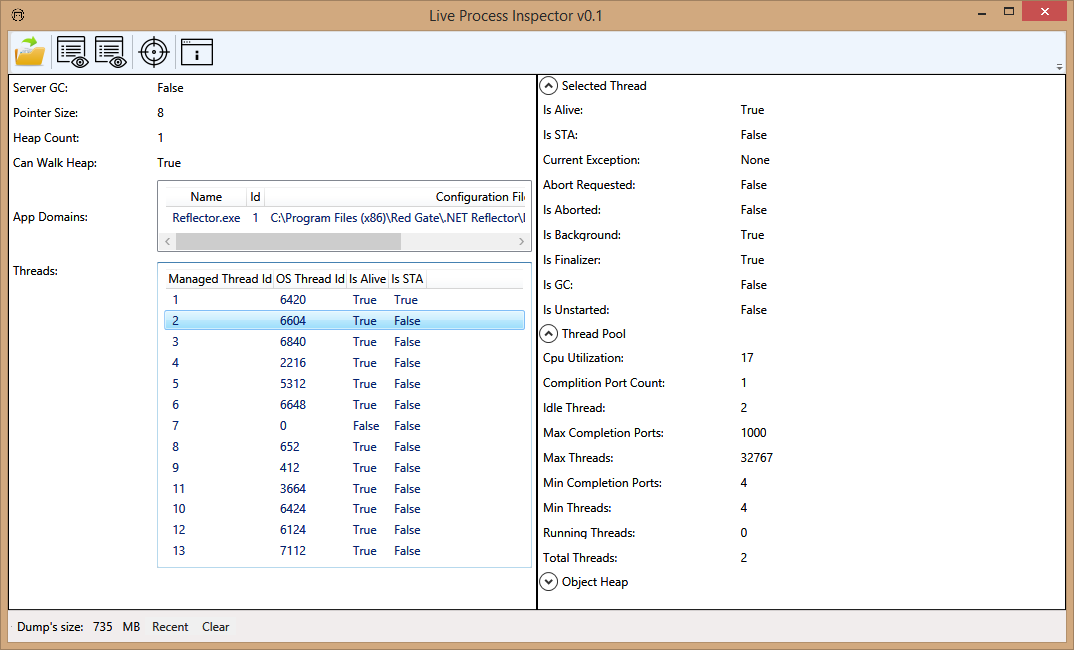 Live Process Inspector v0.1
Server GC: False
Pointer Size: 8
Heap Count: 1
Can Walk Heap: True
App Domains:
Name Id Configuration File
Reflector.exe 1 C:\Program Files (x86)\Red Gate\.NET Reflector\
Threads:
Managed Thread Id OS Thread Id Is Alive Is STA
1 6420 True True
2 6604 True False
3 6840 True False
4 2216 True False
5 5312 True False
6 6648 True False
7 0 False False
8 652 True False
9 412 True False
11 3664 True False
10 6424 True False
12 6124 True False
13 7112 True False
Selected Thread
Is Alive: True
Is STA: False
Current Exception: None
Abort Requested: False
Is Aborted: False
Is Background: True
Is Finalizer: True
Is GC: False
Is Unstarted: False
Thread Pool
Cpu Utilization: 17
Complition Port Count: 1
Idle Thread: 2
Max Completion Ports: 1000
Max Threads: 32767
Min Completion Ports: 4
Min Threads: 4
Running Threads: 0
Total Threads: 2
Object Heap
Dump's size: 735 MB Recent Clear